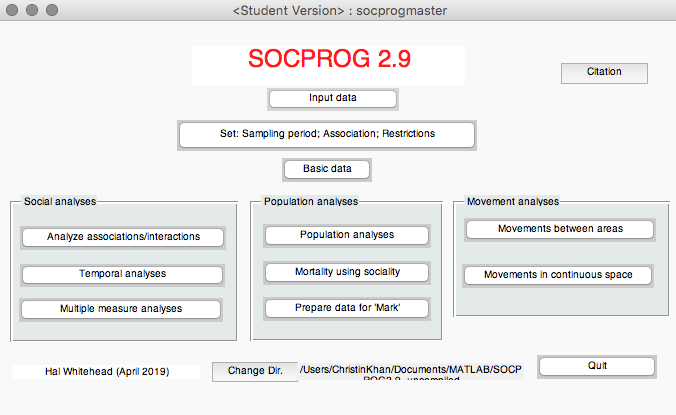 <Student Version> : socprogmaster
SOCPROG 2.9
Citation
Input data
Set: Sampling period; Association; Restrictions
Basic data
Social analyses
Analyze associations/interactions
Temporal analyses
Multiple measure analyses
Population analyses
Population analyses
Mortality using sociality
Prepare data for 'Mark'
Movement analyses
Movements between areas
Movements in continuous space
Hal Whitehead (April 2019)
Change Dir.
/Users/ChristinKhan/Documents/MATLAB/SOCP
ROG2.9_uncompiled
Quit